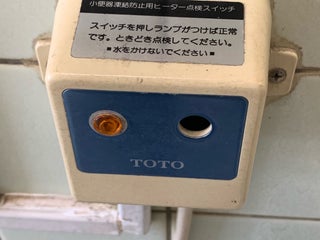 小便器凍結防止用ヒーター点検スイッチ
スイッチを押しランプがつけば正常
です。ときどき点検してください。
■水をかけないでください■
TOTO